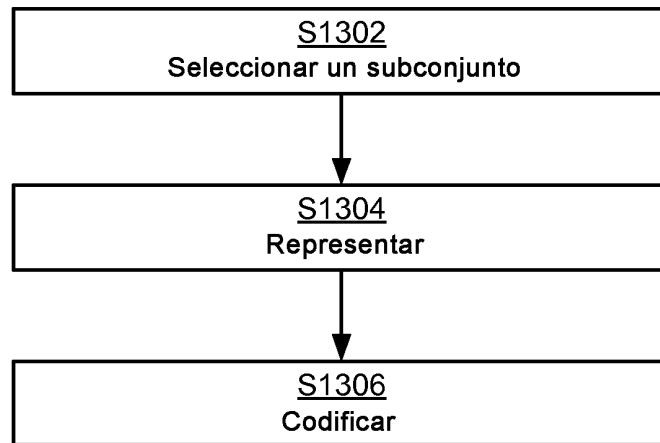 S1302
Seleccionar un subconjunto
S1304
Representar
S1306
Codificar